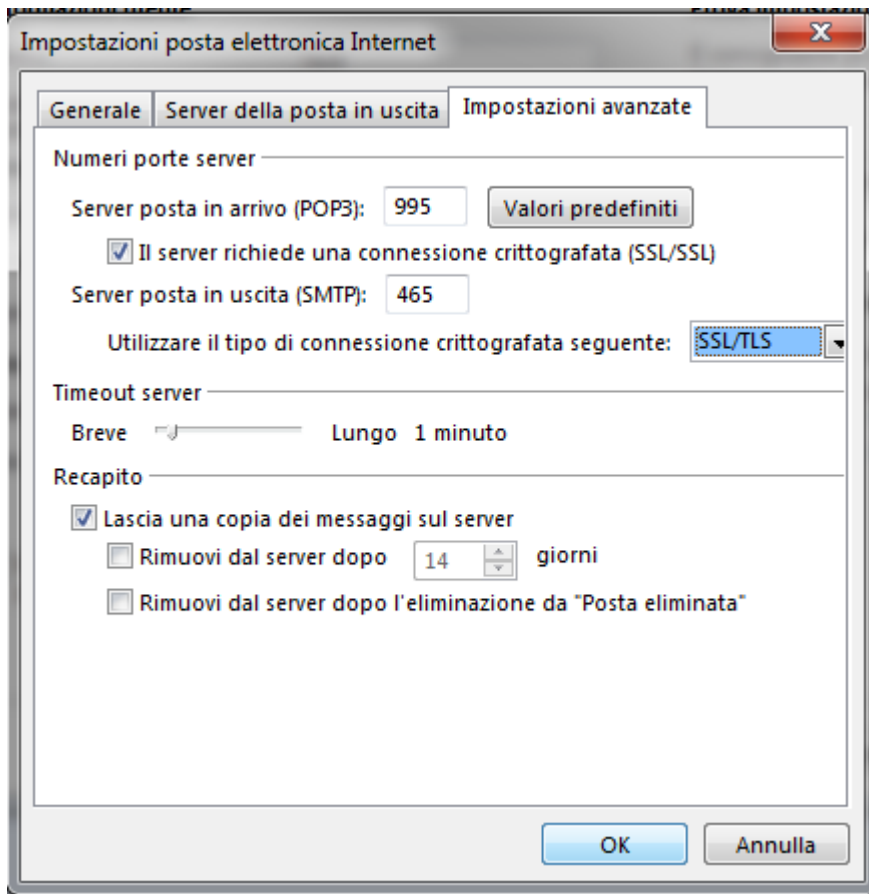 Impostazioni posta elettronica Internet
Generale Server della posta in uscita Impostazioni avanzate
Numeri porte server
Server posta in arrivo (POP3): 995 Valori predefiniti
Il server richiede una connessione crittografata (SSL/SSL)
Server posta in uscita (SMTP): 465
Utilizzare il tipo di connessione crittografata seguente: SSL/TLS
Timeout server
Breve Lungo 1 minuto
Recapito
Lascia una copia dei messaggi sul server
Rimuovi dal server dopo 14 giorni
Rimuovi dal server dopo l'eliminazione da "Posta eliminata"
OK Annulla